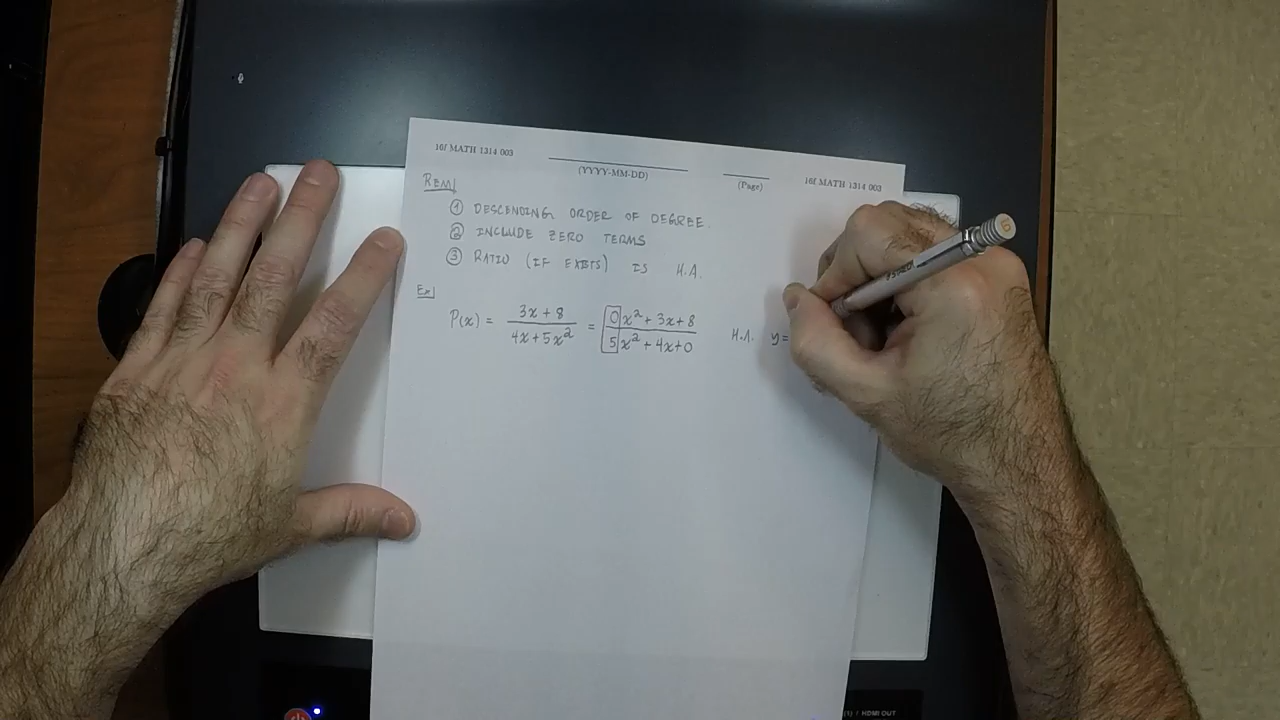 16f MATH 1314 003
(YYYY-MM-DD)
(Page)
16f MATH 1314 003
REM|
① DESCENDING ORDER OF DEGREE.
② INCLUDE ZERO TERMS
③ RATIO (IF EXISTS) IS H.A.
Ex|
P(x) = (3x + 8)/(4x + 5x²) = (0x² + 3x + 8)/(5x² + 4x + 0) H.A. y =
HDMI OUT